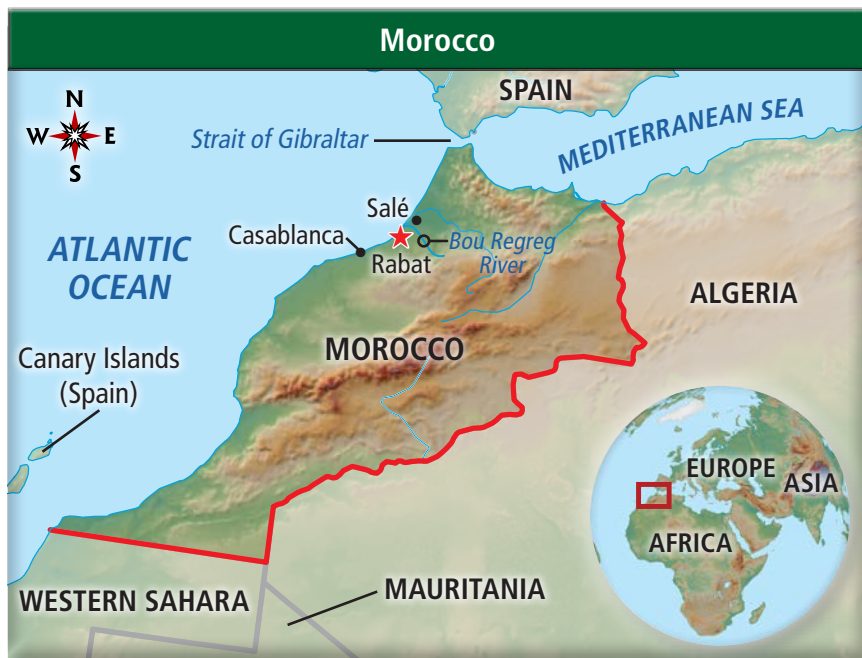 Morocco
N
W
E
S
SPAIN
MEDITERRANEAN SEA
Strait of Gibraltar
Salé
Casablanca
Rabat
Bou Regreg
River
ATLANTIC
OCEAN
ALGERIA
MOROCCO
Canary Islands
(Spain)
EUROPE
ASIA
AFRICA
WESTERN SAHARA
MAURITANIA